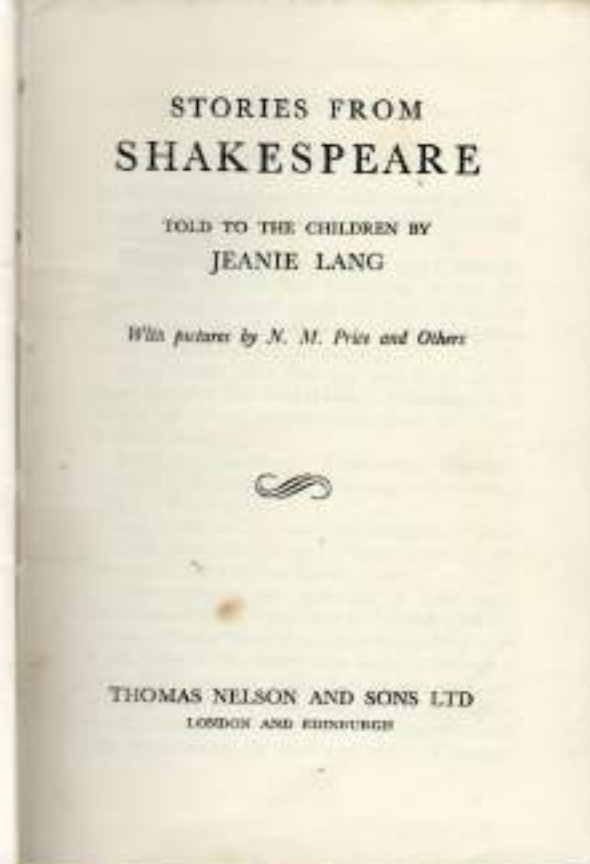 STORIES FROM
SHAKESPEARE
TOLD TO THE CHILDREN BY
JEANIE LANG
With pictures by N. M. Price and Others
THOMAS NELSON AND SONS LTD
LONDON AND EDINBURGH